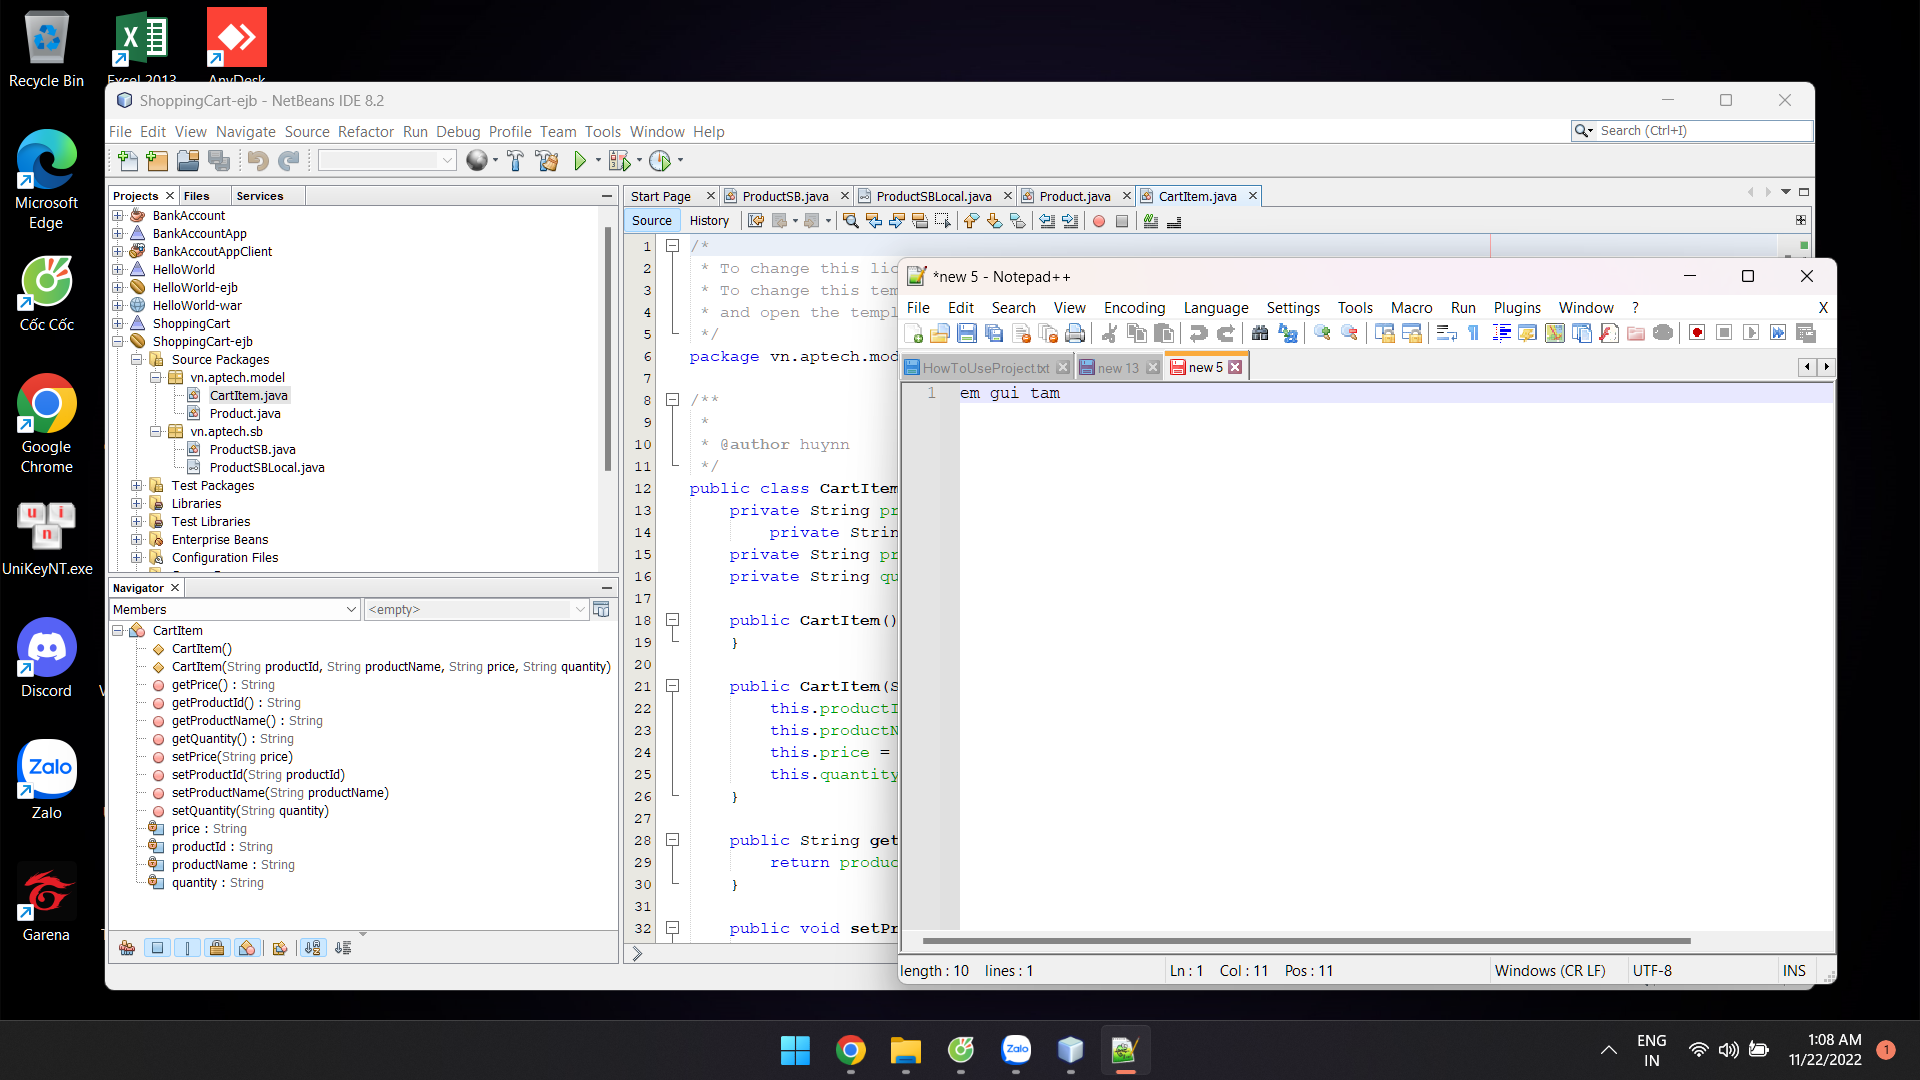 Recycle Bin
Excel 2013
AnyDesk
Microsoft Edge
Cốc Cốc
Google Chrome
UniKeyNT.exe
Discord
Zalo
Garena
ShoppingCart-ejb - NetBeans IDE 8.2
File Edit View Navigate Source Refactor Run Debug Profile Team Tools Window Help
Search (Ctrl+I)
Projects Files Services
BankAccount
BankAccountApp
BankAccoutAppClient
HelloWorld
HelloWorld-ejb
HelloWorld-war
ShoppingCart
ShoppingCart-ejb
Source Packages
vn.aptech.model
CartItem.java
Product.java
vn.aptech.sb
ProductSB.java
ProductSBLocal.java
Test Packages
Libraries
Test Libraries
Enterprise Beans
Configuration Files
Navigator
Members <empty>
CartItem
CartItem()
CartItem(String productId, String productName, String price, String quantity)
getPrice() : String
getProductId() : String
getProductName() : String
getQuantity() : String
setPrice(String price)
setProductId(String productId)
setProductName(String productName)
setQuantity(String quantity)
price : String
productId : String
productName : String
quantity : String
Start Page ProductSB.java ProductSBLocal.java Product.java CartItem.java
Source History
1 /*
2 * To change this lic
3 * To change this tem
4 * and open the templ
5 */
6 package vn.aptech.mod
7
8 /**
9 *
10 * @author huynn
11 */
12 public class CartItem
13 private String pr
14 private Strin
15 private String pr
16 private String qu
17
18 public CartItem()
19 }
20
21 public CartItem(S
22 this.productI
23 this.productN
24 this.price =
25 this.quantity
26 }
27
28 public String get
29 return produc
30 }
31
32 public void setPr
*new 5 - Notepad++
File Edit Search View Encoding Language Settings Tools Macro Run Plugins Window ? X
HowToUseProject.txt new 13 new 5
1 em gui tam
length : 10 lines : 1 Ln : 1 Col : 11 Pos : 11 Windows (CR LF) UTF-8 INS
ENG IN
1:08 AM
11/22/2022
1